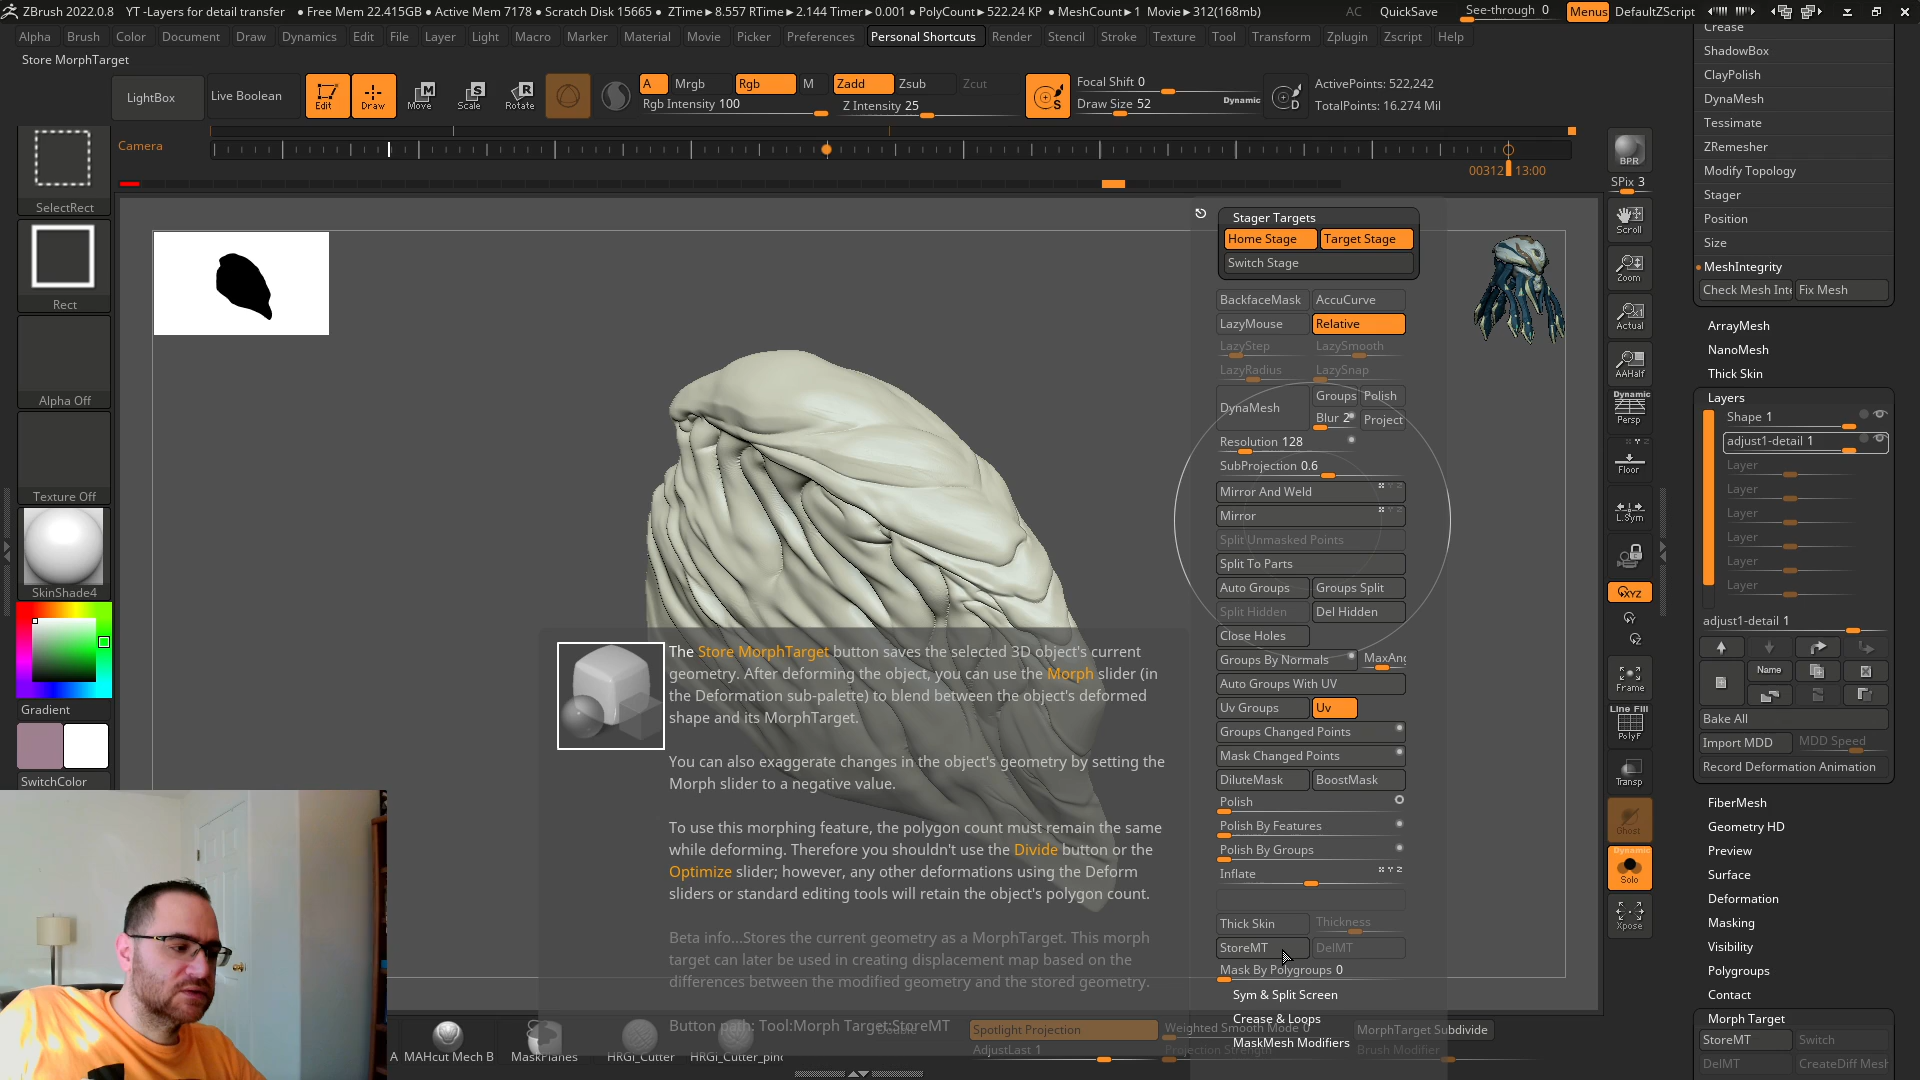 ZBrush 2022.0.8 YT -Layers for detail transfer ● Free Mem 22.415GB ● Active Mem 7178 ● Scratch Disk 15665 ● ZTime►8.557 RTime►2.144 Timer►0.001 ● PolyCount►522.24 KP ● MeshCount►1 Movie►312(168mb) AC QuickSave See-through 0 Menus DefaultZScript
Alpha Brush Color Document Draw Dynamics Edit File Layer Light Macro Marker Material Movie Picker Preferences Personal Shortcuts Render Stencil Stroke Texture Tool Transform Zplugin Zscript Help
Store MorphTarget
LightBox
Live Boolean
Edit
Draw
Move
Scale
Rotate
A Mrgb Rgb M Zadd Zsub Zcut
Rgb Intensity 100 Z Intensity 25
S
Focal Shift 0
Draw Size 52 Dynamic
D
ActivePoints: 522,242
TotalPoints: 16.274 Mil
Camera
00312 13:00
SelectRect
Rect
Alpha Off
Texture Off
SkinShade4
Gradient
SwitchColor
Stager Targets
Home Stage Target Stage
Switch Stage
BackfaceMask AccuCurve
LazyMouse Relative
LazyStep LazySmooth
LazyRadius LazySnap
DynaMesh
Groups Polish
Blur 2 Project
Resolution 128
SubProjection 0.6
Mirror And Weld
Mirror
Split Unmasked Points
Split To Parts
Auto Groups Groups Split
Split Hidden Del Hidden
Close Holes
Groups By Normals MaxAng
Auto Groups With UV
Uv Groups Uv
Groups Changed Points
Mask Changed Points
DiluteMask BoostMask
Polish
Polish By Features
Polish By Groups
Inflate
Thick Skin Thickness
StoreMT DelMT
Mask By Polygroups 0
Sym & Split Screen
Crease & Loops
MaskMesh Modifiers
The Store MorphTarget button saves the selected 3D object's current
geometry. After deforming the object, you can use the Morph slider (in
the Deformation sub-palette) to blend between the object's deformed
shape and its MorphTarget.
You can also exaggerate changes in the object's geometry by setting the
Morph slider to a negative value.
To use this morphing feature, the polygon count must remain the same
while deforming. Therefore you shouldn't use the Divide button or the
Optimize slider; however, any other deformations using the Deform
sliders or standard editing tools will retain the object's polygon count.
Beta info...Stores the current geometry as a MorphTarget. This morph
target can later be used in creating displacement map based on the
differences between the modified geometry and the stored geometry.
Button path: Tool:Morph Target:StoreMT
A MAHcut Mech B MaskPlanes HRGI_Cutter
Spotlight Projection Weighted Smooth Mode 0 MorphTarget Subdivide
AdjustLast 1 Projection Strength Brush Modifier
BPR
SPix 3
Scroll
Zoom
Actual
AAHalf
Dynamic
Persp
Floor
L.Sym
XYZ
Frame
Line Fill
PolyF
Transp
Ghost
Dynamic
Solo
Xpose
Crease
ShadowBox
ClayPolish
DynaMesh
Tessimate
ZRemesher
Modify Topology
Stager
Position
Size
MeshIntegrity
Check Mesh Inte Fix Mesh
ArrayMesh
NanoMesh
Thick Skin
Layers
Shape 1
adjust1-detail 1
Layer
Layer
Layer
Layer
Layer
Layer
adjust1-detail 1
Name
Bake All
Import MDD MDD Speed
Record Deformation Animation
FiberMesh
Geometry HD
Preview
Surface
Deformation
Masking
Visibility
Polygroups
Contact
Morph Target
StoreMT Switch
DelMT CreateDiff Mesh